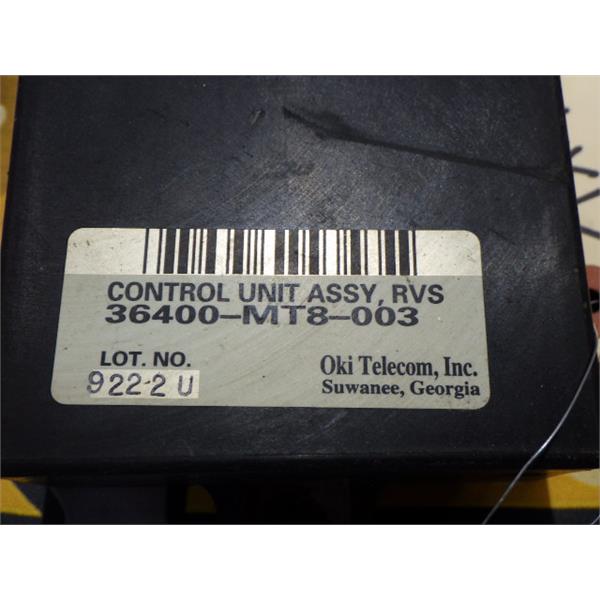 CONTROL UNIT ASSY, RVS
36400-MT8-003
LOT. NO.
922-2 U
Oki Telecom, Inc.
Suwanee, Georgia